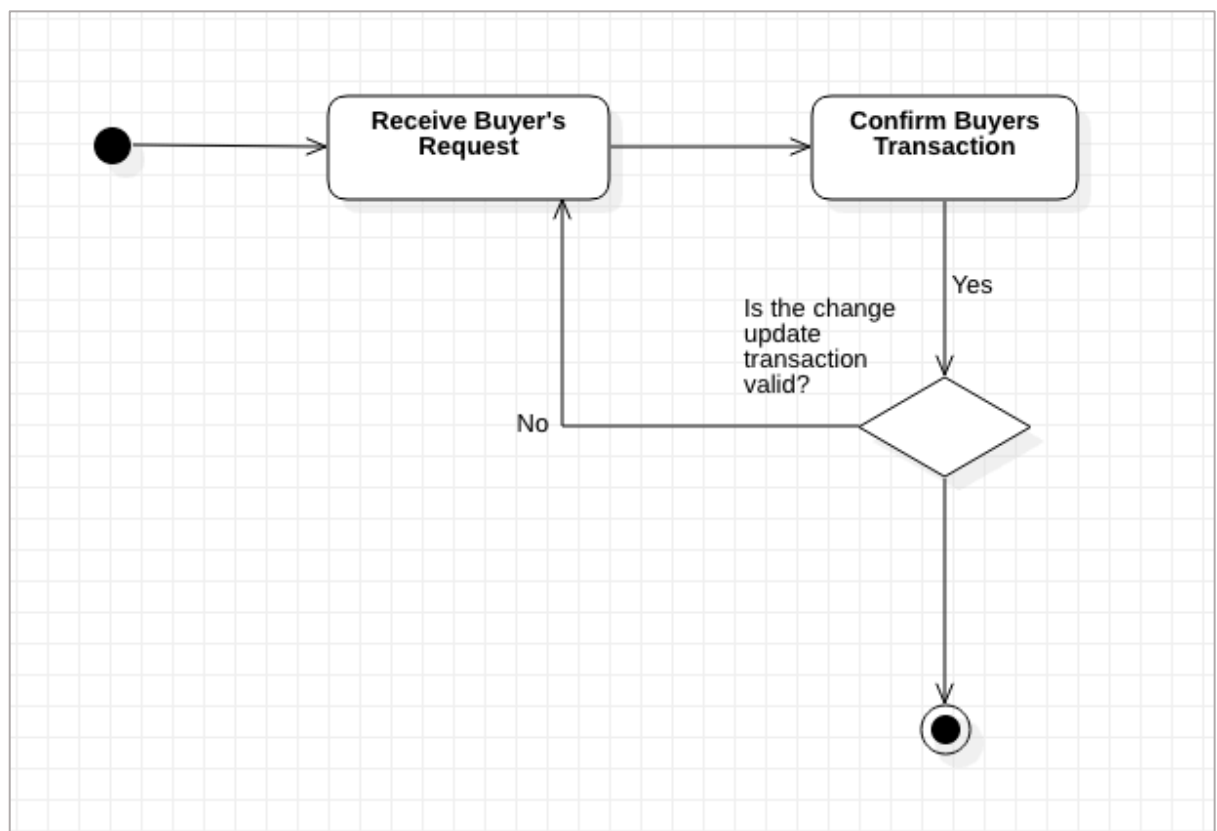 Receive Buyer's
Request
Confirm Buyers
Transaction
Yes
Is the change
update
transaction
valid?
No